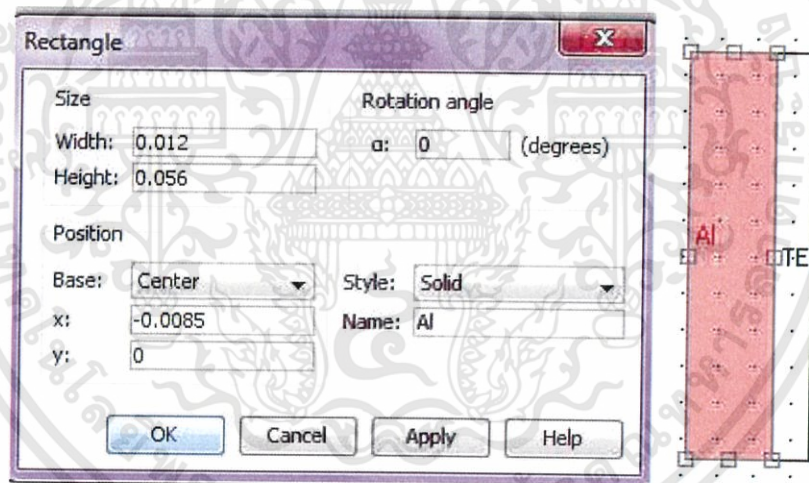 Rectangle
Size
Rotation angle
Width: 0.012
α: 0 (degrees)
Height: 0.056
Position
Base: Center
Style: Solid
x: -0.0085
Name: Al
y: 0
OK Cancel Apply Help
Al
TE